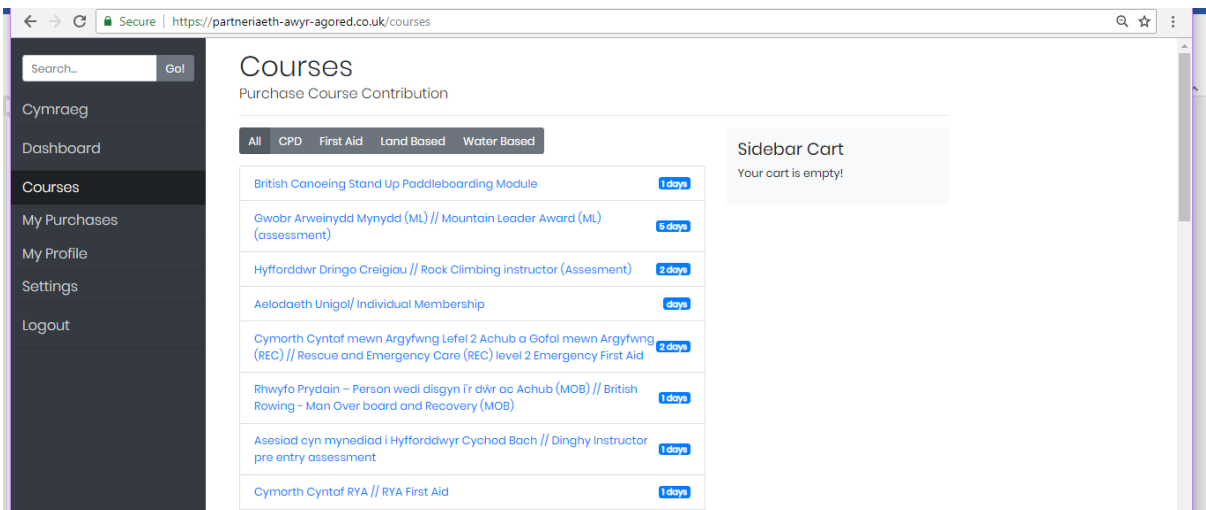 Secure | https://partneriaeth-awyr-agored.co.uk/courses
Search...
Go!
Cymraeg
Dashboard
Courses
My Purchases
My Profile
Settings
Logout
Courses
Purchase Course Contribution
All CPD First Aid Land Based Water Based
British Canoeing Stand Up Paddleboarding Module
1 days
Gwobr Arweinydd Mynydd (ML) // Mountain Leader Award (ML)
(assessment)
5 days
Hyfforddwr Dringo Creigiau // Rock Climbing instructor (Assesment)
2 days
Aelodaeth Unigol/ Individual Membership
days
Cymorth Cyntaf mewn Argyfwng Lefel 2 Achub a Gofal mewn Argyfwng
(REC) // Rescue and Emergency Care (REC) level 2 Emergency First Aid
2 days
Rhwyfo Prydain – Person wedi disgyn i'r dŵr ac Achub (MOB) // British
Rowing - Man Over board and Recovery (MOB)
1 days
Asesiad cyn mynediad i Hyfforddwyr Cychod Bach // Dinghy Instructor
pre entry assessment
1 days
Cymorth Cyntaf RYA // RYA First Aid
1 days
Sidebar Cart
Your cart is empty!